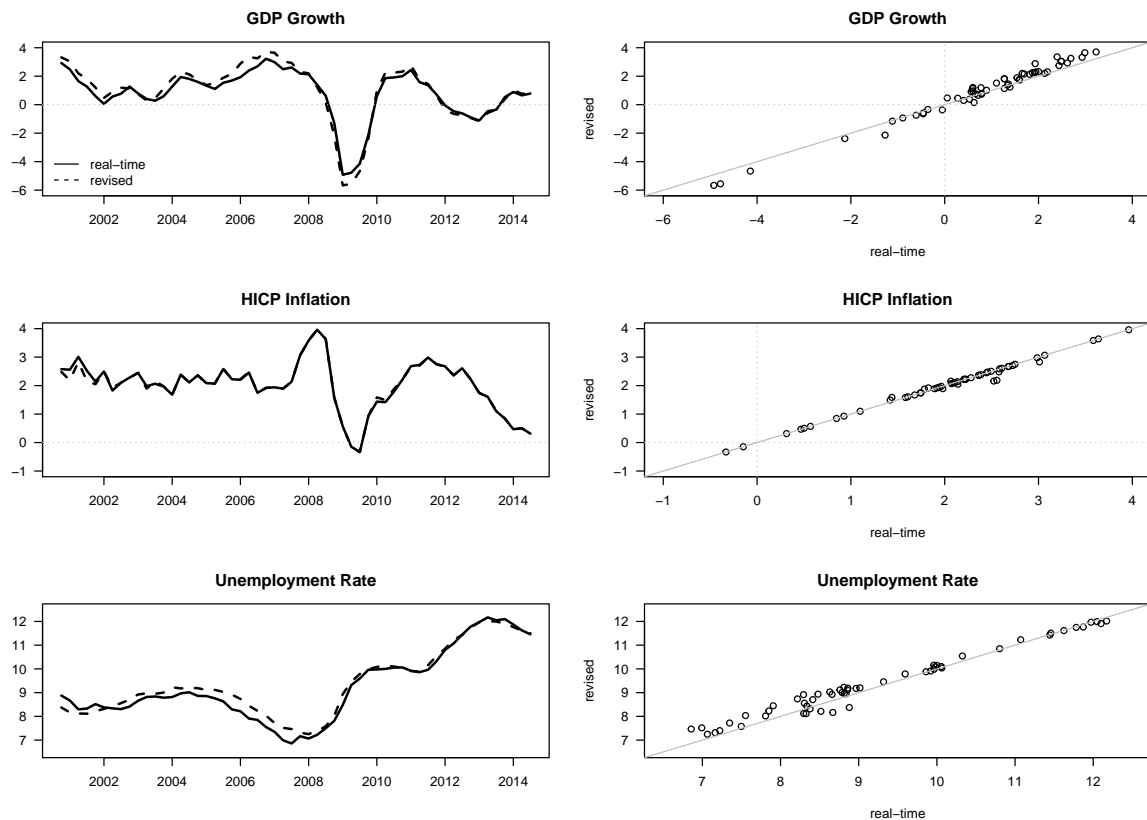 GDP Growth
4
2
0
−2
−4
−6
real−time
revised
2002 2004 2006 2008 2010 2012 2014
GDP Growth
4
2
0
−2
−4
−6
revised
−6 −4 −2 0 2 4
real−time
HICP Inflation
4
3
2
1
0
−1
2002 2004 2006 2008 2010 2012 2014
HICP Inflation
4
3
2
1
0
−1
revised
−1 0 1 2 3 4
real−time
Unemployment Rate
12
11
10
9
8
7
2002 2004 2006 2008 2010 2012 2014
Unemployment Rate
12
11
10
9
8
7
revised
7 8 9 10 11 12
real−time